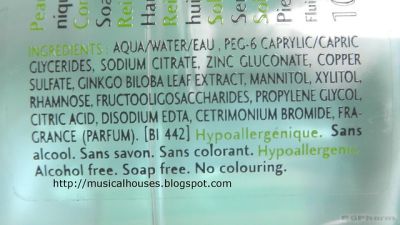 INGREDIENTS : AQUA/WATER/EAU , PEG-6 CAPRYLIC/CAPRIC
GLYCERIDES, SODIUM CITRATE, ZINC GLUCONATE, COPPER
SULFATE, GINKGO BILOBA LEAF EXTRACT, MANNITOL, XYLITOL,
RHAMNOSE, FRUCTOOLIGOSACCHARIDES, PROPYLENE GLYCOL,
CITRIC ACID, DISODIUM EDTA, CETRIMONIUM BROMIDE, FRA-
GRANCE (PARFUM). [BI 442] Hypoallergénique. Sans
alcool. Sans savon. Sans colorant. Hypoallergenic.
Alcohol free. Soap free. No colouring.
http://musicalhouses.blogspot.com